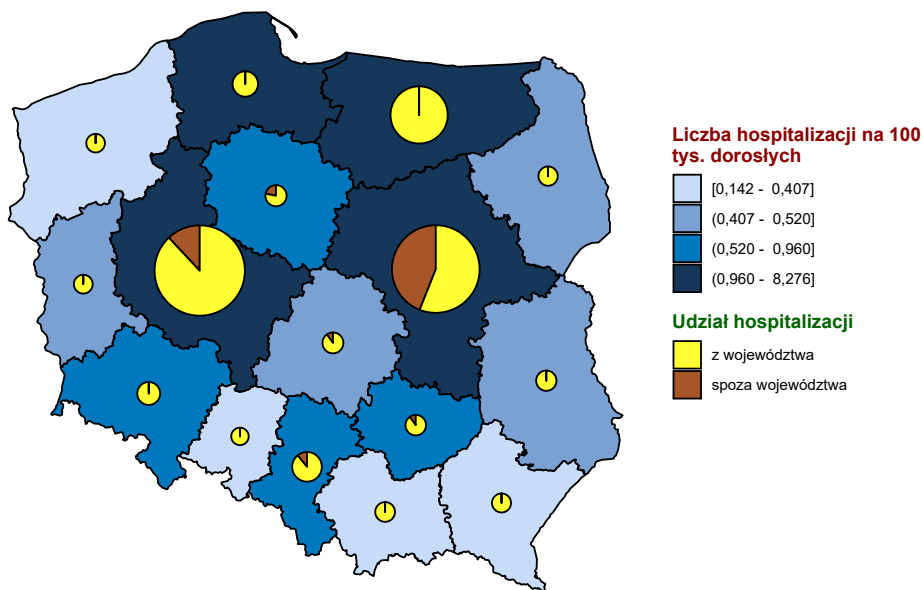 Liczba hospitalizacji na 100
tys. dorosłych
[0,142 - 0,407]
(0,407 - 0,520]
(0,520 - 0,960]
(0,960 - 8,276]
Udział hospitalizacji
z województwa
spoza województwa